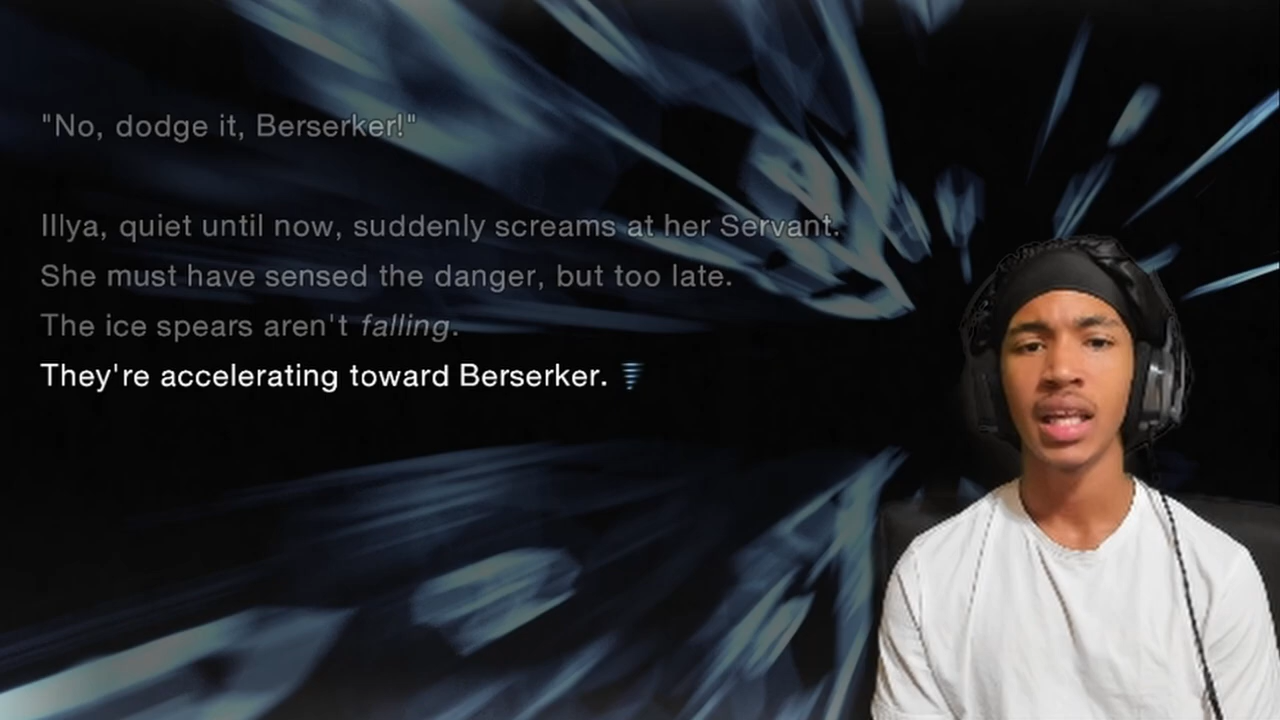 "No, dodge it, Berserker!"
Illya, quiet until now, suddenly screams at her Servant.
She must have sensed the danger, but too late.
The ice spears aren't falling.
They're accelerating toward Berserker.